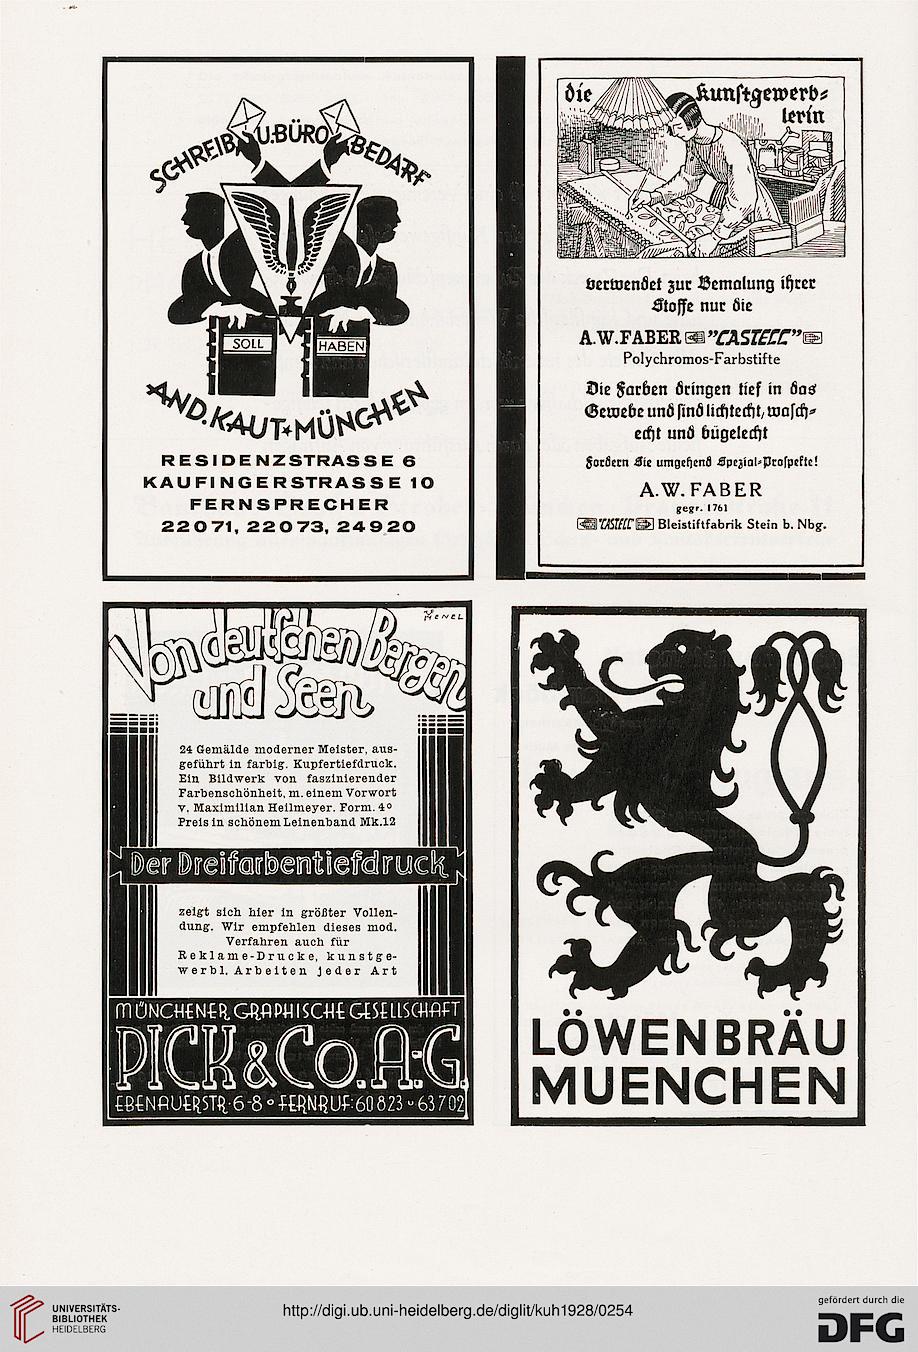 SCHREIB- U. BÜRO BEDARF
SOLL
HABEN
AND. KAUT ★ MÜNCHEN
RESIDENZSTRASSE 6
KAUFINGERSTRASSE 10
FERNSPRECHER
22071, 22073, 24920
die Kunstgewerb-
lerin
verwendet zur Bemalung ihrer
Stoffe nur die
A.W.FABER "CASTELL"
Polychromos-Farbstifte
Die Farben dringen tief in das
Gewebe und sind lichtecht, wasch-
echt und bügelecht
Fordern Sie umgehend Spezial-Prospekte!
A.W. FABER
gegr. 1761
"CASTELL" Bleistiftfabrik Stein b. Nbg.
HENEL
Von deutschen Bergen
und Seen
24 Gemälde moderner Meister, aus-
geführt in farbig. Kupfertiefdruck.
Ein Bildwerk von faszinierender
Farbenschönheit, m. einem Vorwort
v. Maximilian Heilmeyer. Form. 4°
Preis in schönem Leinenband Mk.12
Der Dreifarbentiefdruck
zeigt sich hier in größter Vollen-
dung. Wir empfehlen dieses mod.
Verfahren auch für
Reklame-Drucke, kunstge-
werbl. Arbeiten jeder Art
MÜNCHENER GRAPHISCHE GESELLSCHAFT
PICK & CO. A-G.
EBENAUERSTR. 6-8 ° FERNRUF: 60823 - 63702
LÖWENBRÄU
MUENCHEN
UNIVERSITÄTS-
BIBLIOTHEK
HEIDELBERG
http://digi.ub.uni-heidelberg.de/diglit/kuh1928/0254
gefördert durch die
DFG